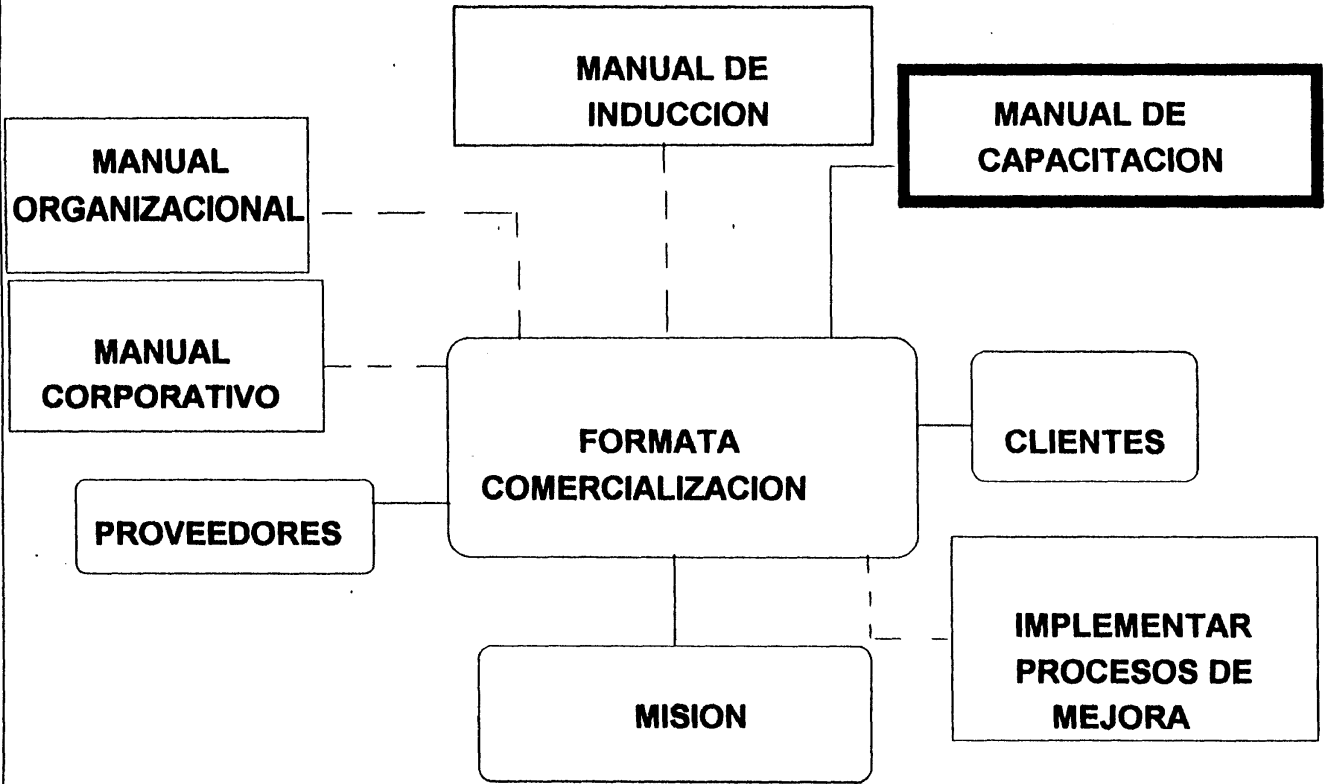 MANUAL DE
INDUCCION
MANUAL DE
CAPACITACION
MANUAL
ORGANIZACIONAL
MANUAL
CORPORATIVO
FORMATA
COMERCIALIZACION
CLIENTES
PROVEEDORES
IMPLEMENTAR
PROCESOS DE
MEJORA
MISION